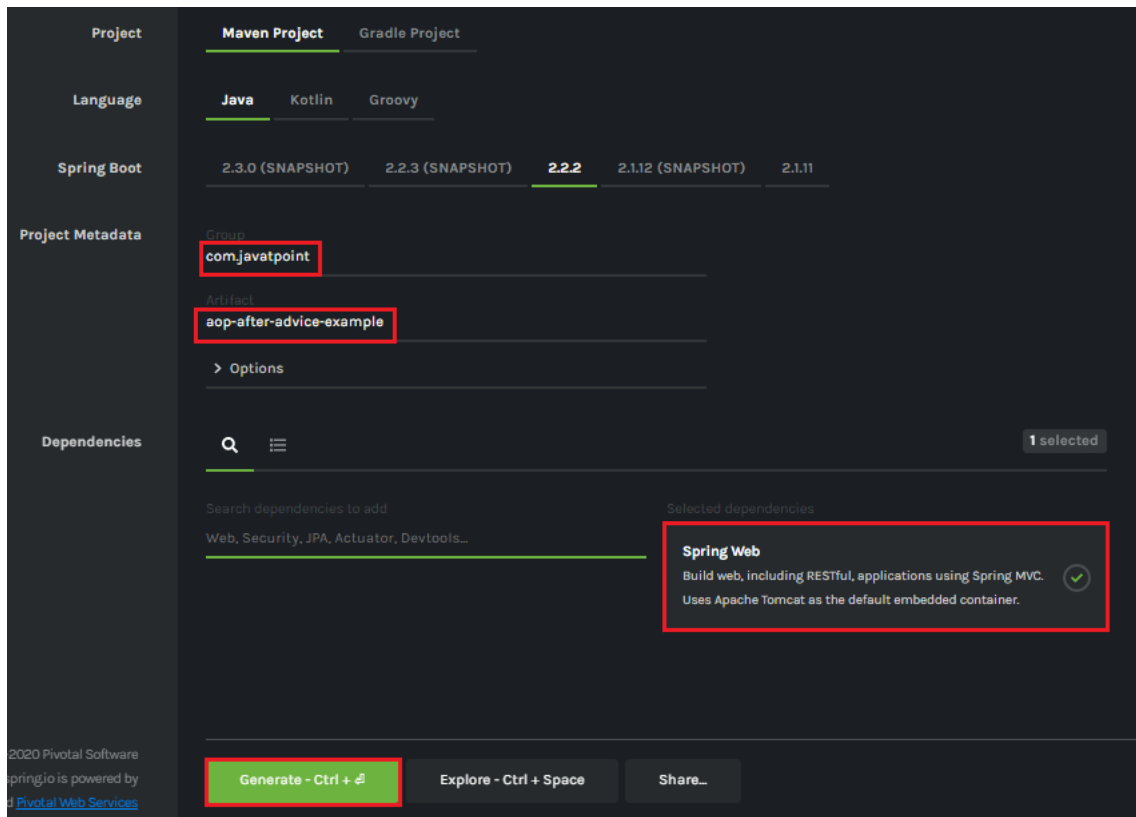 Project
Maven Project Gradle Project
Language
Java Kotlin Groovy
Spring Boot
2.3.0 (SNAPSHOT) 2.2.3 (SNAPSHOT) 2.2.2 2.1.12 (SNAPSHOT) 2.1.11
Project Metadata
Group
com.javatpoint
Artifact
aop-after-advice-example
> Options
Dependencies
1 selected
Search dependencies to add
Web, Security, JPA, Actuator, Devtools...
Selected dependencies
Spring Web
Build web, including RESTful, applications using Spring MVC.
Uses Apache Tomcat as the default embedded container.
-2020 Pivotal Software
spring.io is powered by
d Pivotal Web Services
Generate - Ctrl + ⏎
Explore - Ctrl + Space
Share...